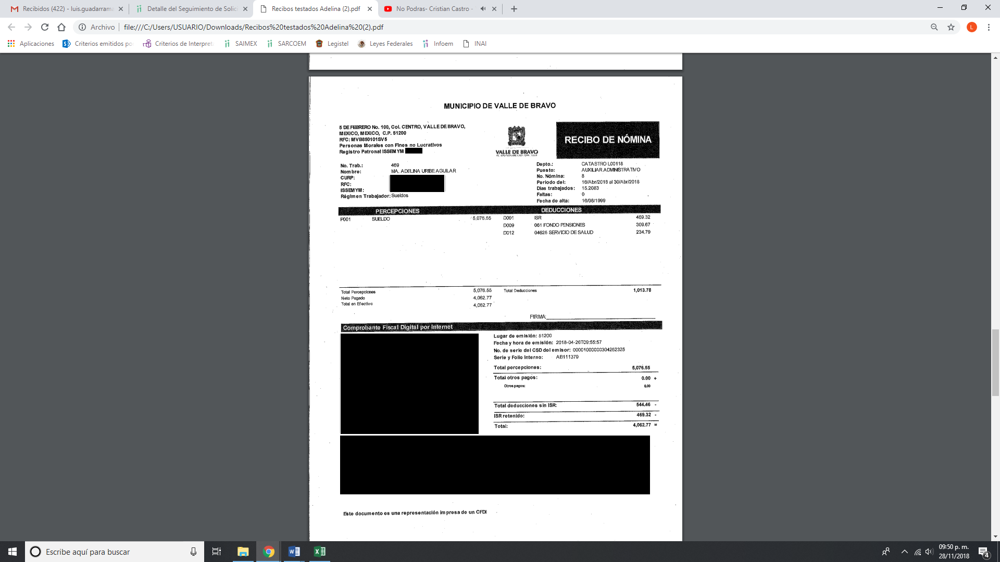 Recibidos (422) - luis.guadarrama
Detalle del Seguimiento de Solici
Recibos testados Adelina (2).pdf
No Podras- Cristian Castro -
Archivo
file:///C:/Users/USUARIO/Downloads/Recibos%20testados%20Adelina%20(2).pdf
L
Aplicaciones
Criterios emitidos po
Criterios de Interpreta
SAIMEX
SARCOEM
Legistel
Leyes Federales
Infoem
INAI
MUNICIPIO DE VALLE DE BRAVO
5 DE FEBRERO No. 100, Col. CENTRO, VALLE DE BRAVO,
MEXICO, MEXICO, C.P. 51200
RFC: MVB850101SV5
Personas Morales con Fines no Lucrativos
Registro Patronal ISSEMYM
VALLE DE BRAVO
RECIBO DE NÓMINA
No. Trab.: 469
Nombre: MA. ADELINA URIBE AGUILAR
CURP:
RFC:
ISSEMYM:
Régimen Trabajador: Sueldos
Depto.: CATASTRO L00118
Puesto: AUXILIAR ADMINISTRATIVO
No. Nómina: 8
Periodo del: 16/Abr/2018 al 30/Abr/2018
Dias trabajados: 15.2083
Faltas: 0
Fecha de alta: 16/08/1999
PERCEPCIONES DEDUCCIONES
P001 SUELDO 5,076.55 D001 ISR 469.32
D009 061 FONDO PENSIONES 309.67
D012 04625 SERVICIO DE SALUD 234.79
Total Percepciones 5,076.55 Total Deducciones 1,013.78
Neto Pagado 4,062.77
Total en Efectivo 4,062.77
FIRMA:
Comprobante Fiscal Digital por Internet
Lugar de emisión: 51200
Fecha y hora de emisión: 2018-04-26T09:55:57
No. de serie del CSD del emisor: 00001000000304252325
Serie y Folio interno: AB111379
Total percepciones: 5,076.55
Total otros pagos: 0.00 +
Otros pagos: 0.00
Total deducciones sin ISR: 544.46 -
ISR retenido: 469.32 -
Total: 4,062.77 =
Este documento es una representación impresa de un CFDI
Escribe aquí para buscar
09:50 p. m.
28/11/2018
4